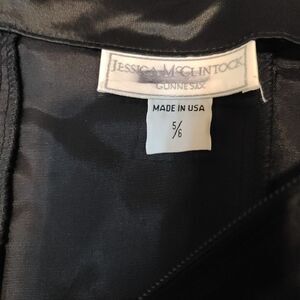 JESSICA McCLINTOCK
GUNNE SAX
MADE IN USA
5/6